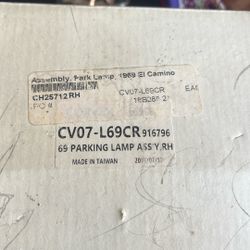 Assembly, Park Lamp, 1969 El Camino
CH25712RH CV07-L69CR EA
CV07-L69CR 916796
69 PARKING LAMP ASS'Y.RH
MADE IN TAIWAN